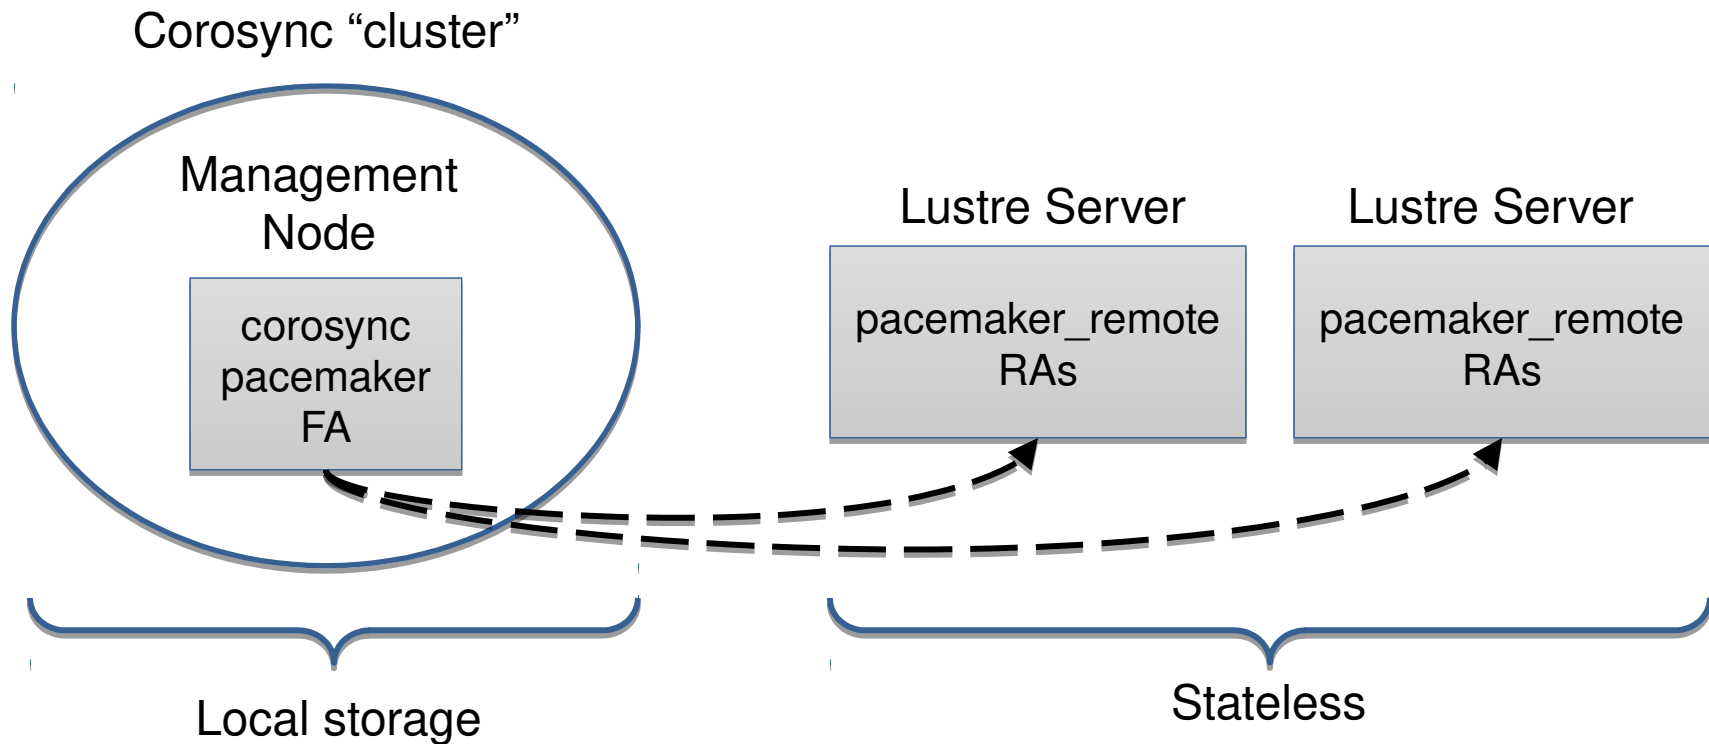 Corosync “cluster”
Management
Node
corosync
pacemaker
FA
Lustre Server
pacemaker_remote
RAs
Lustre Server
pacemaker_remote
RAs
Local storage
Stateless